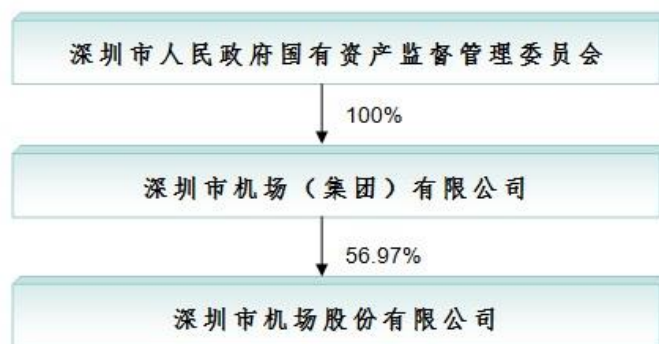 深圳市人民政府国有资产监督管理委员会
100%
深圳市机场（集团）有限公司
56.97%
深圳市机场股份有限公司